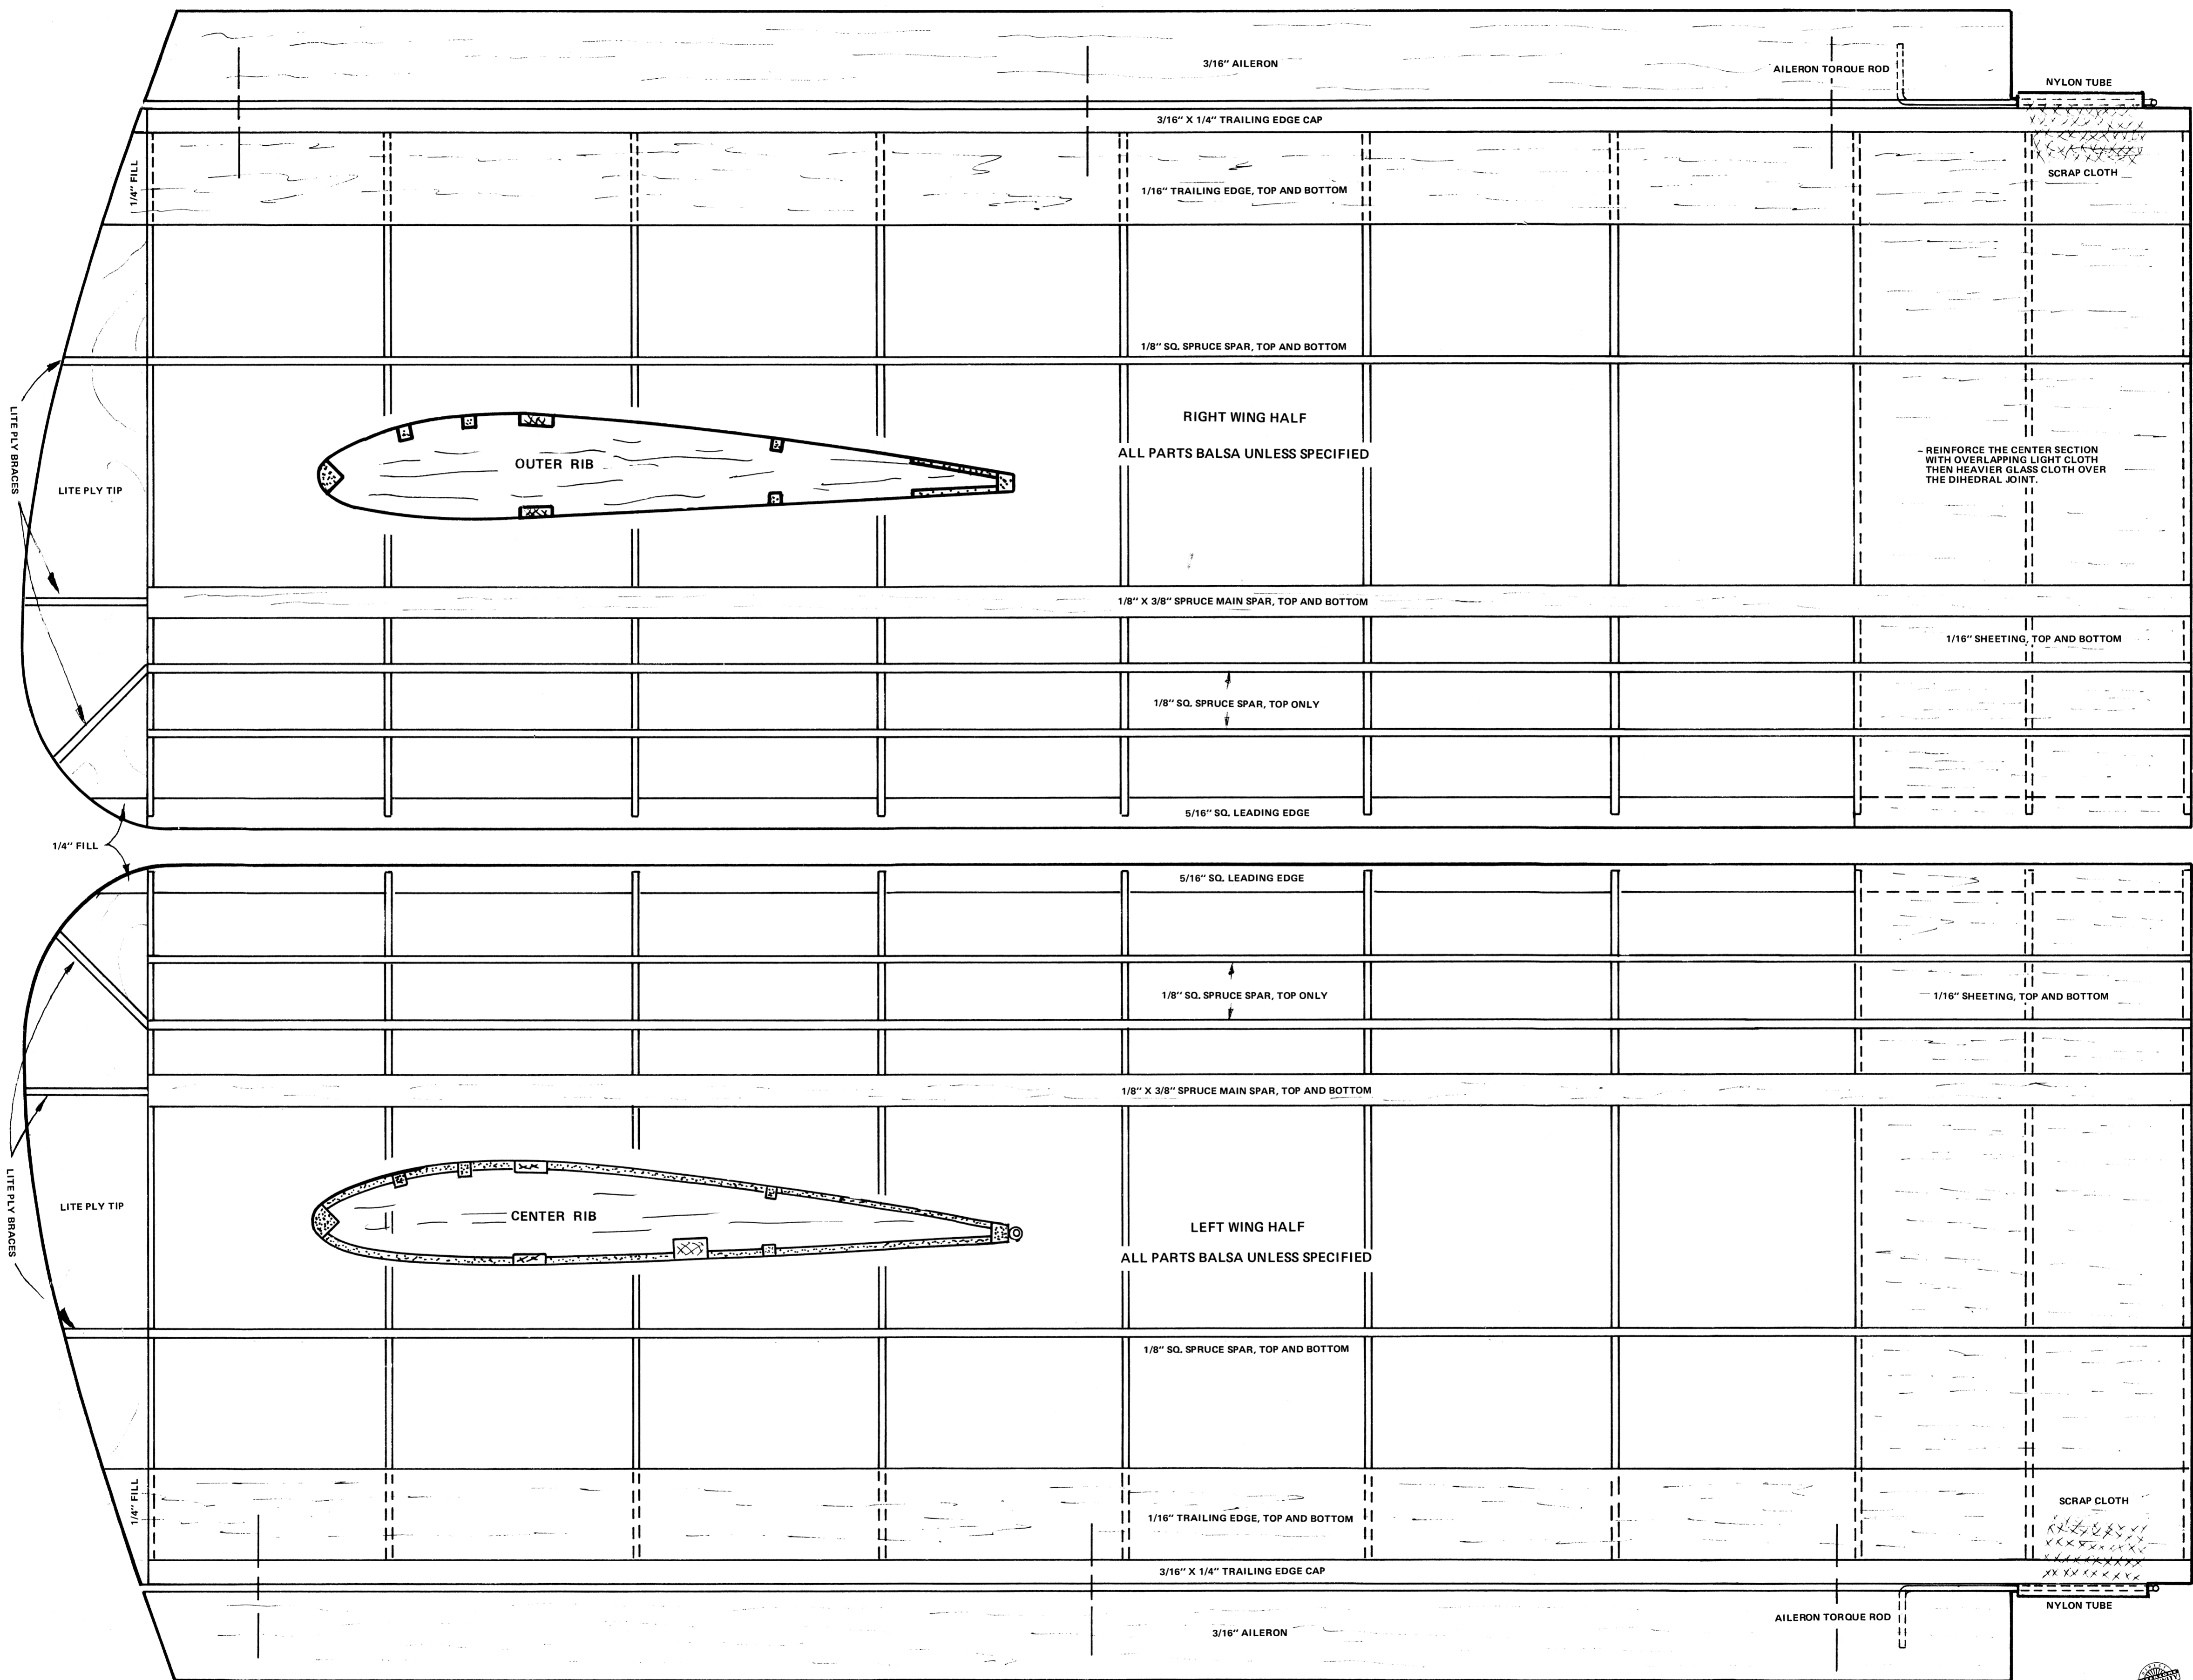 3/16" AILERON
AILERON TORQUE ROD
NYLON TUBE
3/16" X 1/4" TRAILING EDGE CAP
1/4" FILL
SCRAP CLOTH
1/16" TRAILING EDGE, TOP AND BOTTOM
1/8" SQ. SPRUCE SPAR, TOP AND BOTTOM
LITE PLY BRACES
RIGHT WING HALF
ALL PARTS BALSA UNLESS SPECIFIED
OUTER RIB
LITE PLY TIP
REINFORCE THE CENTER SECTION
WITH OVERLAPPING LIGHT CLOTH
THEN HEAVIER GLASS CLOTH OVER
THE DIHEDRAL JOINT.
1/8" X 3/8" SPRUCE MAIN SPAR, TOP AND BOTTOM
1/16" SHEETING, TOP AND BOTTOM
1/8" SQ. SPRUCE SPAR, TOP ONLY
5/16" SQ. LEADING EDGE
1/4" FILL
5/16" SQ. LEADING EDGE
1/8" SQ. SPRUCE SPAR, TOP ONLY
1/16" SHEETING, TOP AND BOTTOM
1/8" X 3/8" SPRUCE MAIN SPAR, TOP AND BOTTOM
LITE PLY BRACES
LITE PLY TIP
CENTER RIB
LEFT WING HALF
ALL PARTS BALSA UNLESS SPECIFIED
1/8" SQ. SPRUCE SPAR, TOP AND BOTTOM
1/4" FILL
SCRAP CLOTH
1/16" TRAILING EDGE, TOP AND BOTTOM
3/16" X 1/4" TRAILING EDGE CAP
NYLON TUBE
AILERON TORQUE ROD
3/16" AILERON